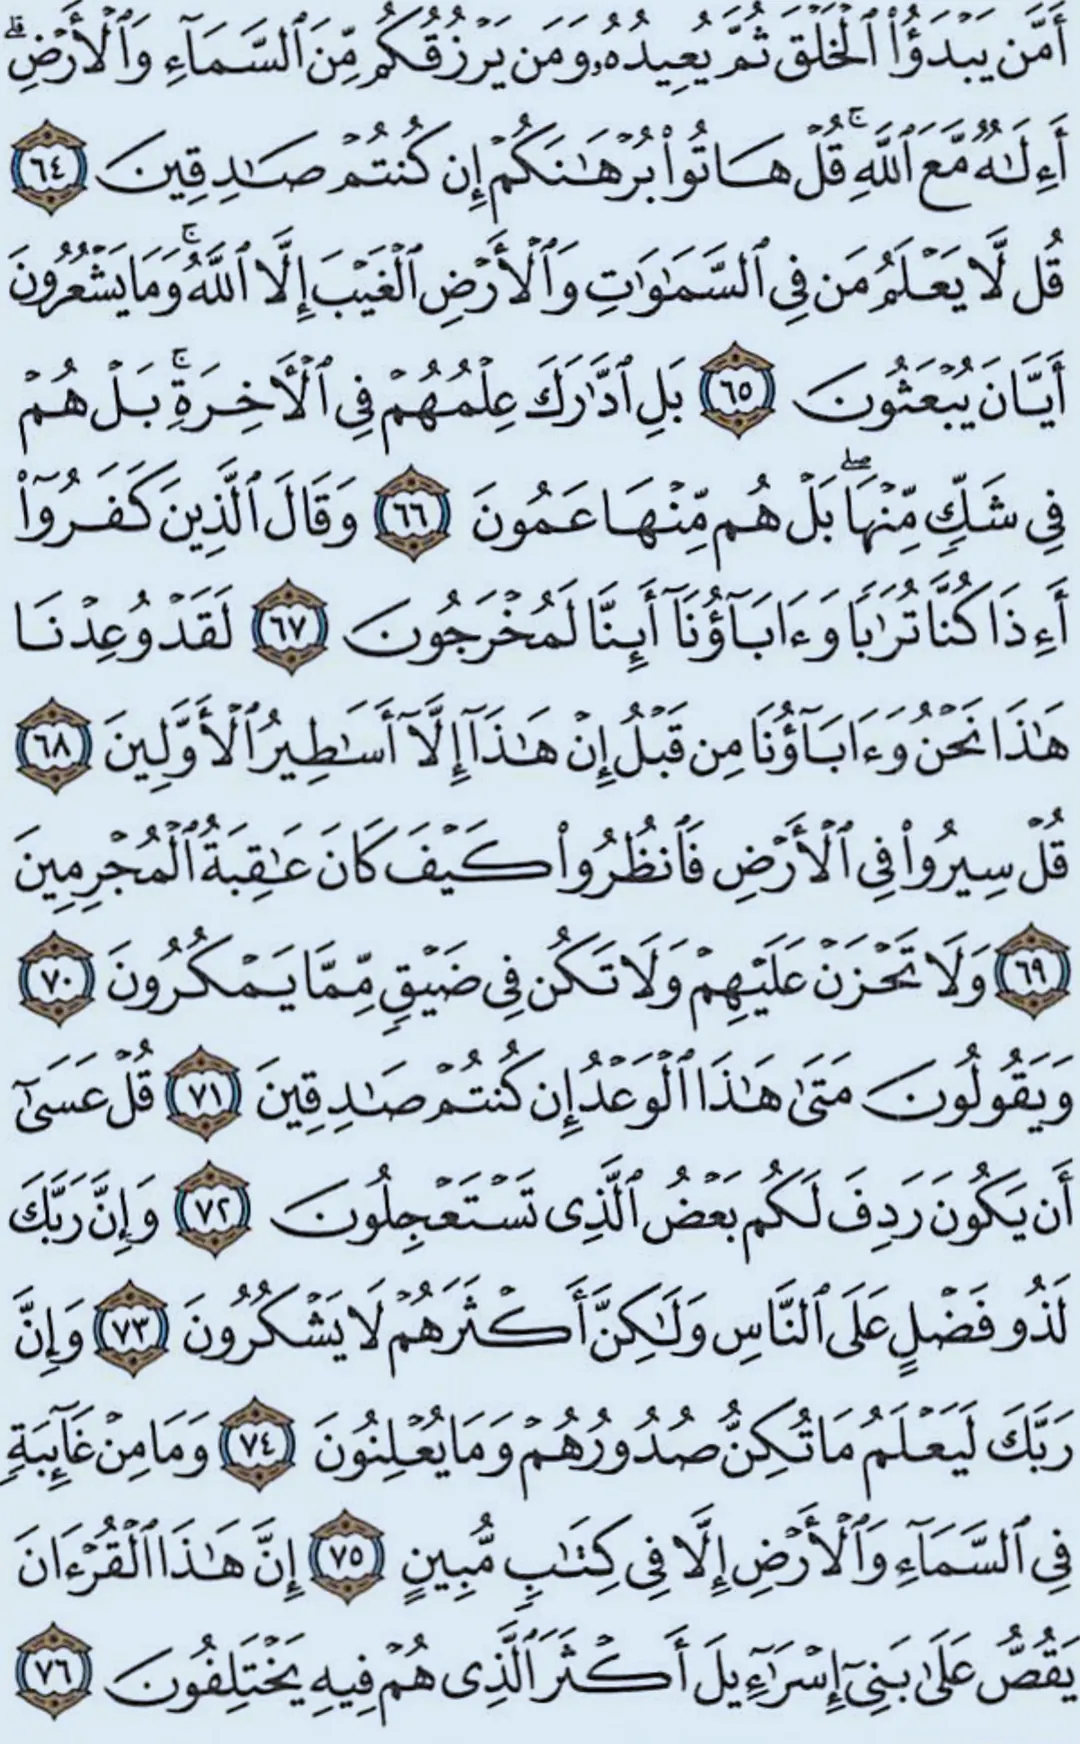 أَمَّن يَبۡدَؤُاْ ٱلۡخَلۡقَ ثُمَّ يُعِيدُهُۥ وَمَن يَرۡزُقُكُم مِّنَ ٱلسَّمَآءِ وَٱلۡأَرۡضِۗ
أَءِلَٰهٞ مَّعَ ٱللَّهِۚ قُلۡ هَاتُواْ بُرۡهَٰنَكُمۡ إِن كُنتُمۡ صَٰدِقِينَ ٦٤
قُل لَّا يَعۡلَمُ مَن فِي ٱلسَّمَٰوَٰتِ وَٱلۡأَرۡضِ ٱلۡغَيۡبَ إِلَّا ٱللَّهُۚ وَمَا يَشۡعُرُونَ
أَيَّانَ يُبۡعَثُونَ ٦٥ بَلِ ٱدَّٰرَكَ عِلۡمُهُمۡ فِي ٱلۡأٓخِرَةِۚ بَلۡ هُمۡ
فِي شَكّٖ مِّنۡهَاۖ بَلۡ هُم مِّنۡهَا عَمُونَ ٦٦ وَقَالَ ٱلَّذِينَ كَفَرُوٓاْ
أَءِذَا كُنَّا تُرَٰبٗا وَءَابَآؤُنَآ أَئِنَّا لَمُخۡرَجُونَ ٦٧ لَقَدۡ وُعِدۡنَا
هَٰذَا نَحۡنُ وَءَابَآؤُنَا مِن قَبۡلُ إِنۡ هَٰذَآ إِلَّآ أَسَٰطِيرُ ٱلۡأَوَّلِينَ ٦٨
قُلۡ سِيرُواْ فِي ٱلۡأَرۡضِ فَٱنظُرُواْ كَيۡفَ كَانَ عَٰقِبَةُ ٱلۡمُجۡرِمِينَ
٦٩ وَلَا تَحۡزَنۡ عَلَيۡهِمۡ وَلَا تَكُن فِي ضَيۡقٖ مِّمَّا يَمۡكُرُونَ ٧٠
وَيَقُولُونَ مَتَىٰ هَٰذَا ٱلۡوَعۡدُ إِن كُنتُمۡ صَٰدِقِينَ ٧١ قُلۡ عَسَىٰٓ
أَن يَكُونَ رَدِفَ لَكُم بَعۡضُ ٱلَّذِي تَسۡتَعۡجِلُونَ ٧٢ وَإِنَّ رَبَّكَ
لَذُو فَضۡلٍ عَلَى ٱلنَّاسِ وَلَٰكِنَّ أَكۡثَرَهُمۡ لَا يَشۡكُرُونَ ٧٣ وَإِنَّ
رَبَّكَ لَيَعۡلَمُ مَا تُكِنُّ صُدُورُهُمۡ وَمَا يُعۡلِنُونَ ٧٤ وَمَا مِنۡ غَآئِبَةٖ
فِي ٱلسَّمَآءِ وَٱلۡأَرۡضِ إِلَّا فِي كِتَٰبٖ مُّبِينٍ ٧٥ إِنَّ هَٰذَا ٱلۡقُرۡءَانَ
يَقُصُّ عَلَىٰ بَنِيٓ إِسۡرَٰٓءِيلَ أَكۡثَرَ ٱلَّذِي هُمۡ فِيهِ يَخۡتَلِفُونَ ٧٦